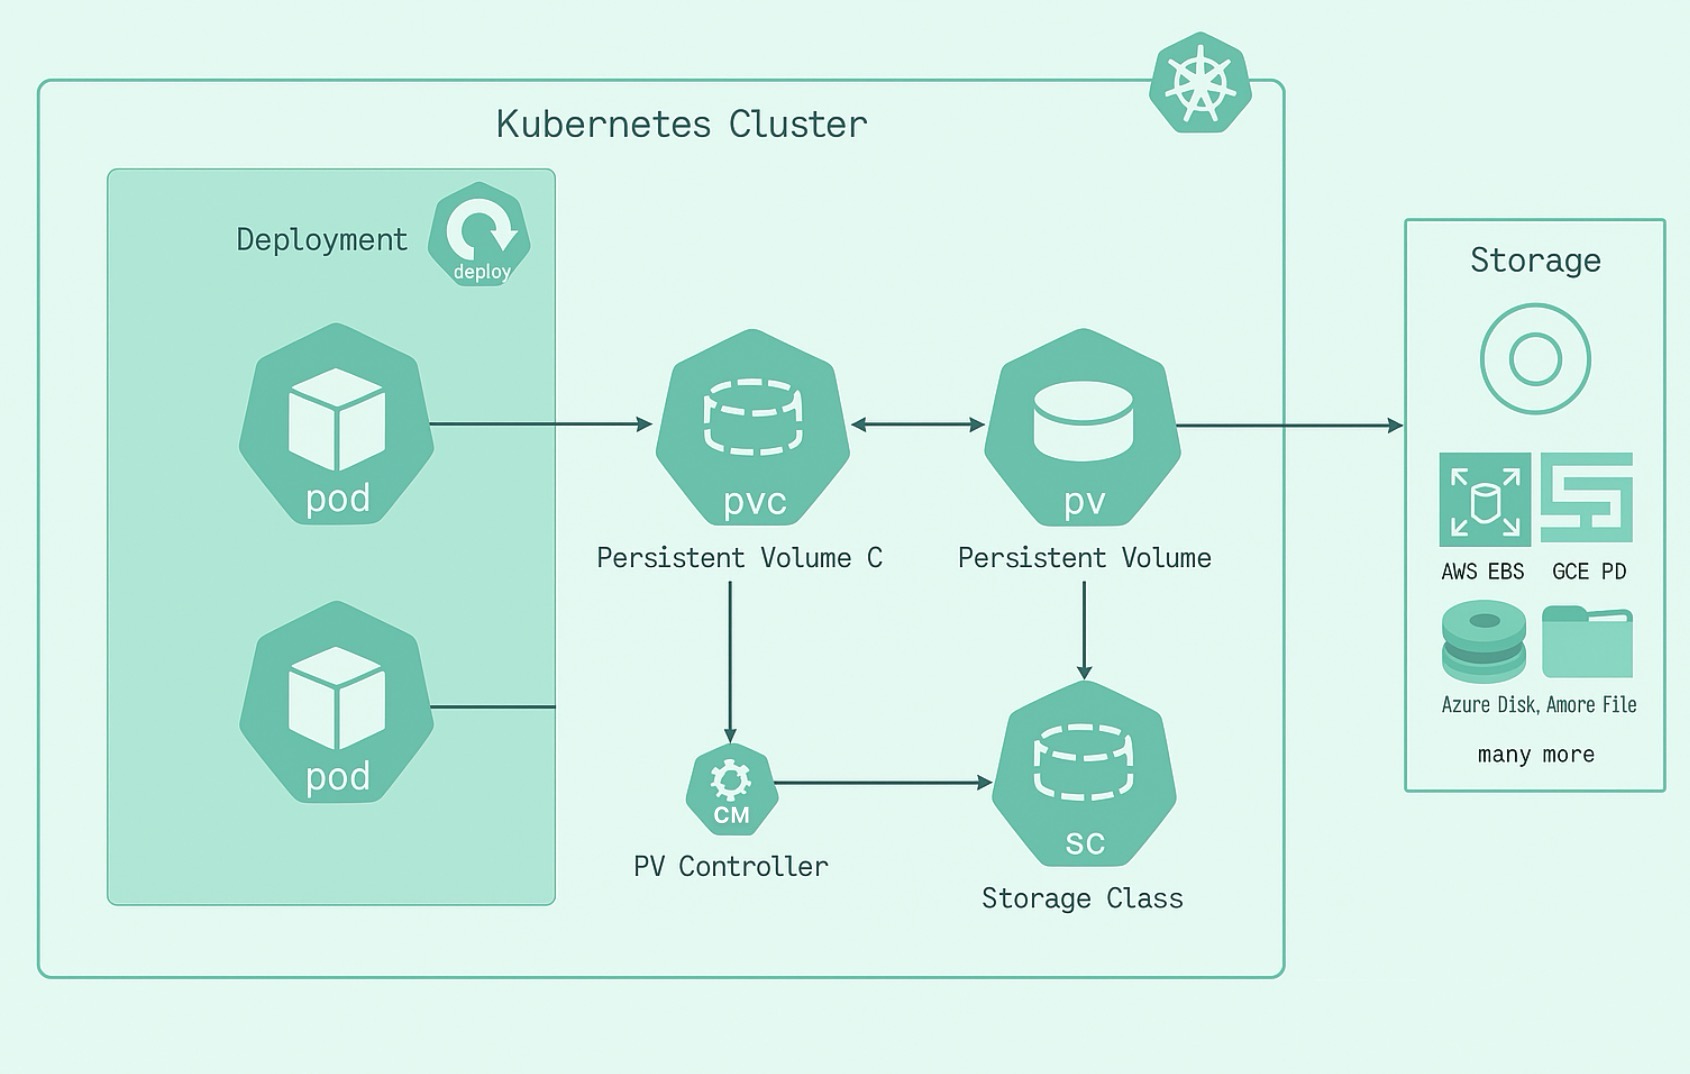 Kubernetes Cluster
Deployment
deploy
pod
pvc
pv
Persistent Volume C
Persistent Volume
pod
CM
PV Controller
sc
Storage Class
Storage
AWS EBS
GCE PD
Azure Disk, Amore File
many more